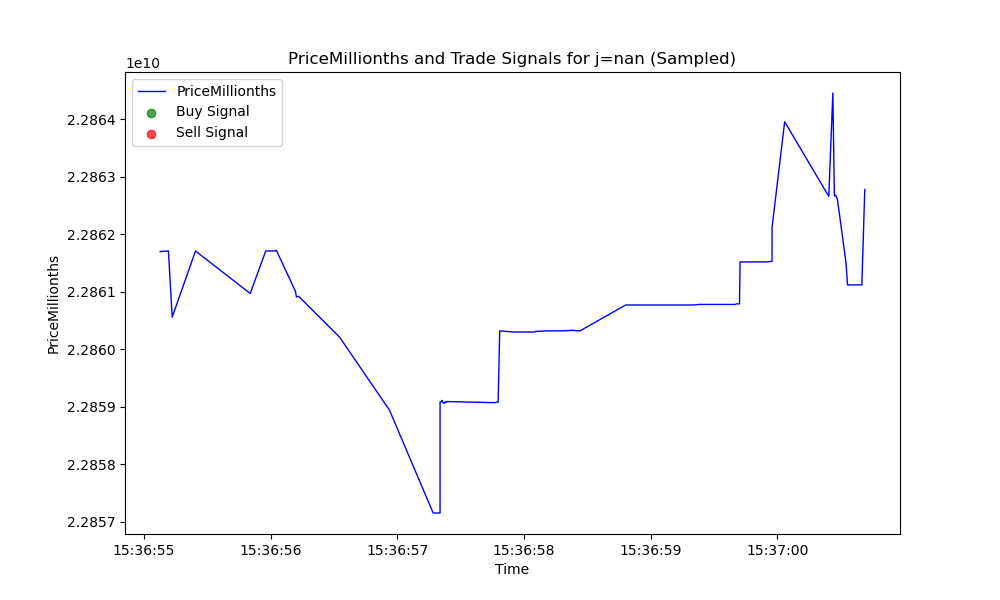 PriceMillionths and Trade Signals for j=nan (Sampled)
1e10
PriceMillionths
Buy Signal
Sell Signal
2.2864
2.2863
2.2862
2.2861
2.2860
2.2859
2.2858
2.2857
PriceMillionths
15:36:55 15:36:56 15:36:57 15:36:58 15:36:59 15:37:00
Time